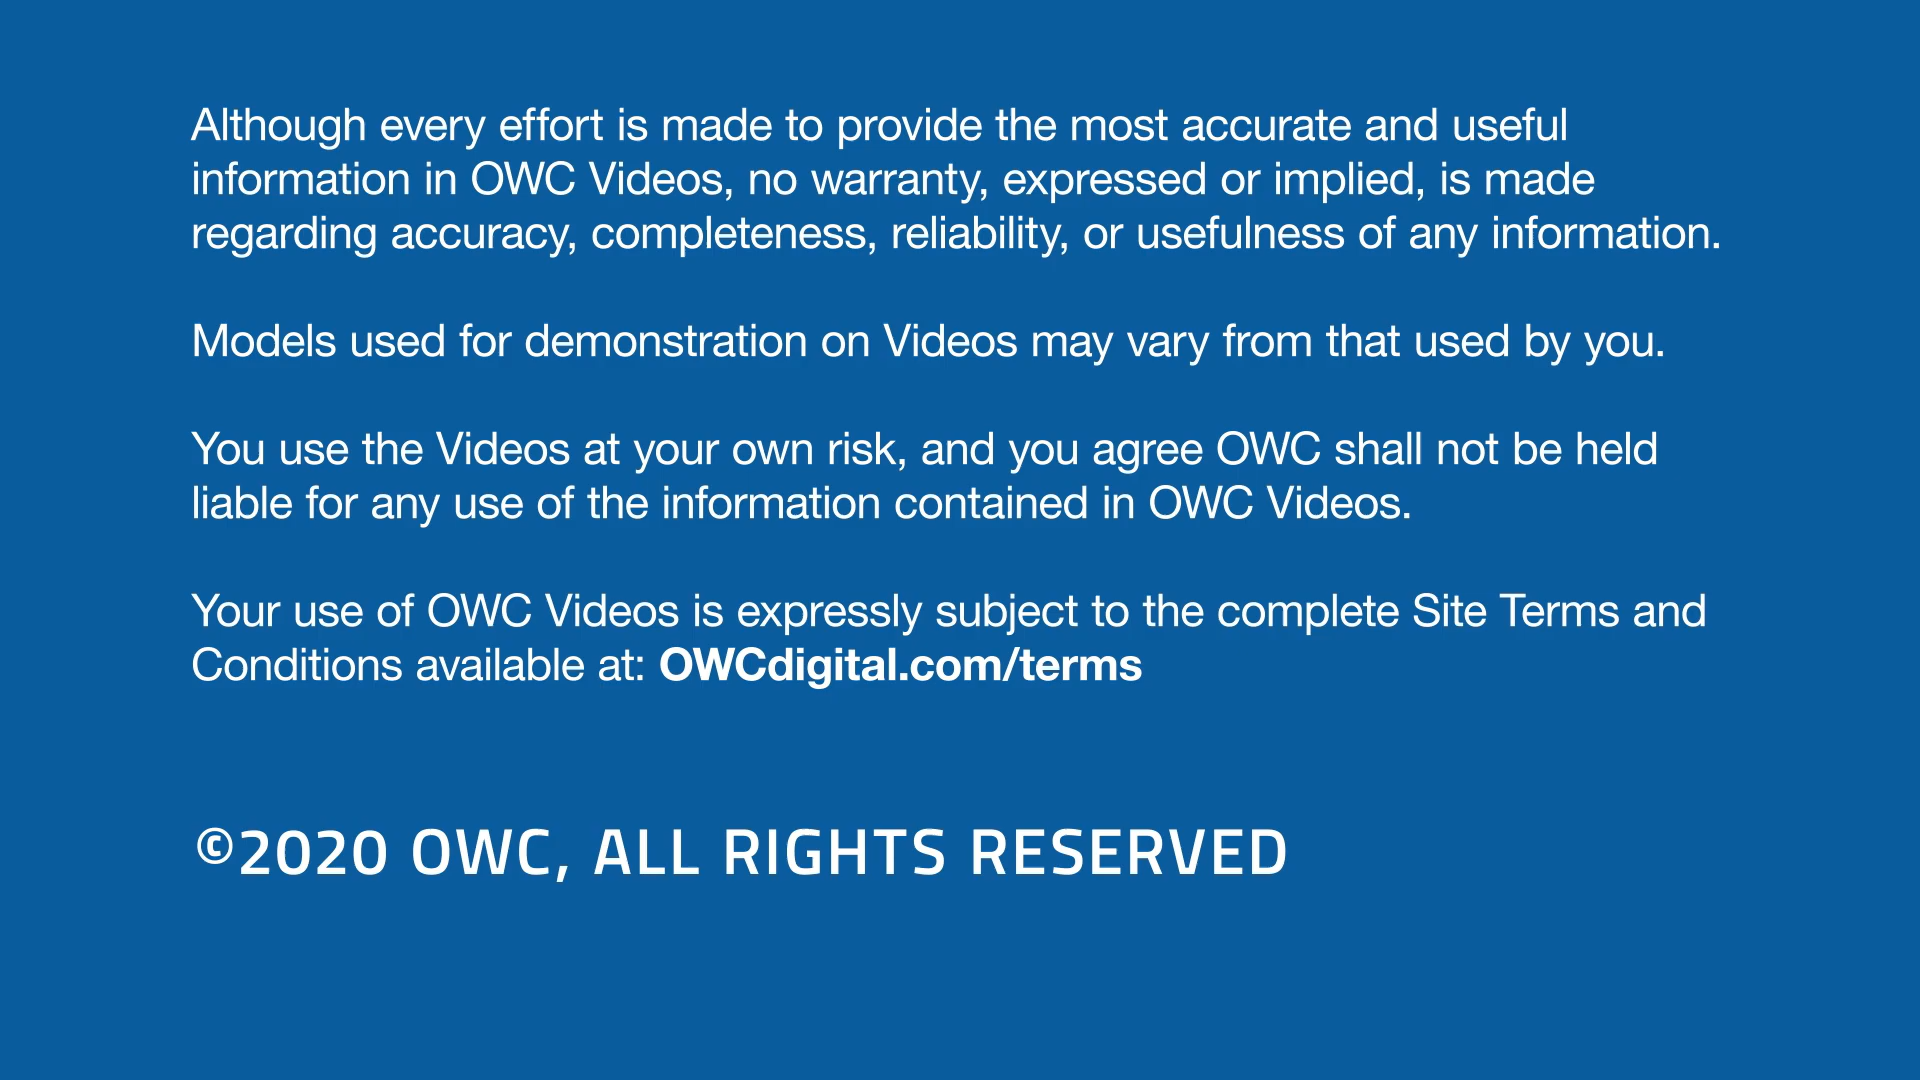 Although every effort is made to provide the most accurate and useful
information in OWC Videos, no warranty, expressed or implied, is made
regarding accuracy, completeness, reliability, or usefulness of any information.
Models used for demonstration on Videos may vary from that used by you.
You use the Videos at your own risk, and you agree OWC shall not be held
liable for any use of the information contained in OWC Videos.
Your use of OWC Videos is expressly subject to the complete Site Terms and
Conditions available at: OWCdigital.com/terms
©2020 OWC, ALL RIGHTS RESERVED